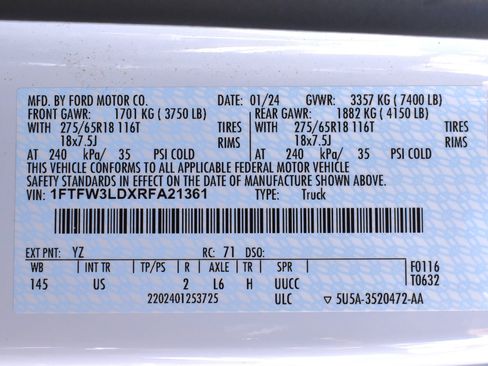 MFD. BY FORD MOTOR CO. DATE: 01/24 GVWR: 3357 KG ( 7400 LB)
FRONT GAWR: 1701 KG ( 3750 LB) REAR GAWR: 1882 KG ( 4150 LB)
WITH 275/65R18 116T TIRES WITH 275/65R18 116T TIRES
18x7.5J RIMS 18x7.5J RIMS
AT 240 kPa/ 35 PSI COLD AT 240 kPa/ 35 PSI COLD
THIS VEHICLE CONFORMS TO ALL APPLICABLE FEDERAL MOTOR VEHICLE
SAFETY STANDARDS IN EFFECT ON THE DATE OF MANUFACTURE SHOWN ABOVE.
VIN: 1FTFW3LDXRFA21361 TYPE: Truck
EXT PNT: YZ RC: 71 DSO:
WB INT TR TP/PS R AXLE TR SPR F0116
145 US 2 L6 H UUCC T0632
2202401253725 ULC ▽ 5U5A-3520472-AA